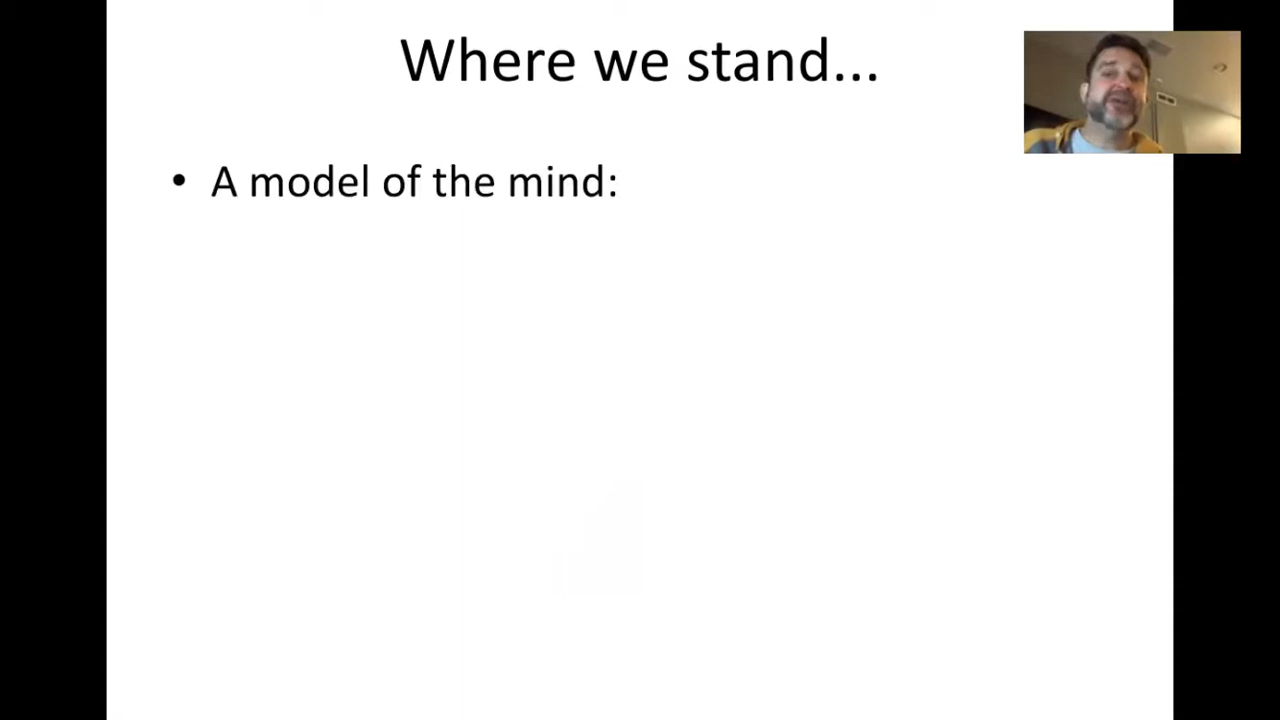 Where we stand...
• A model of the mind: